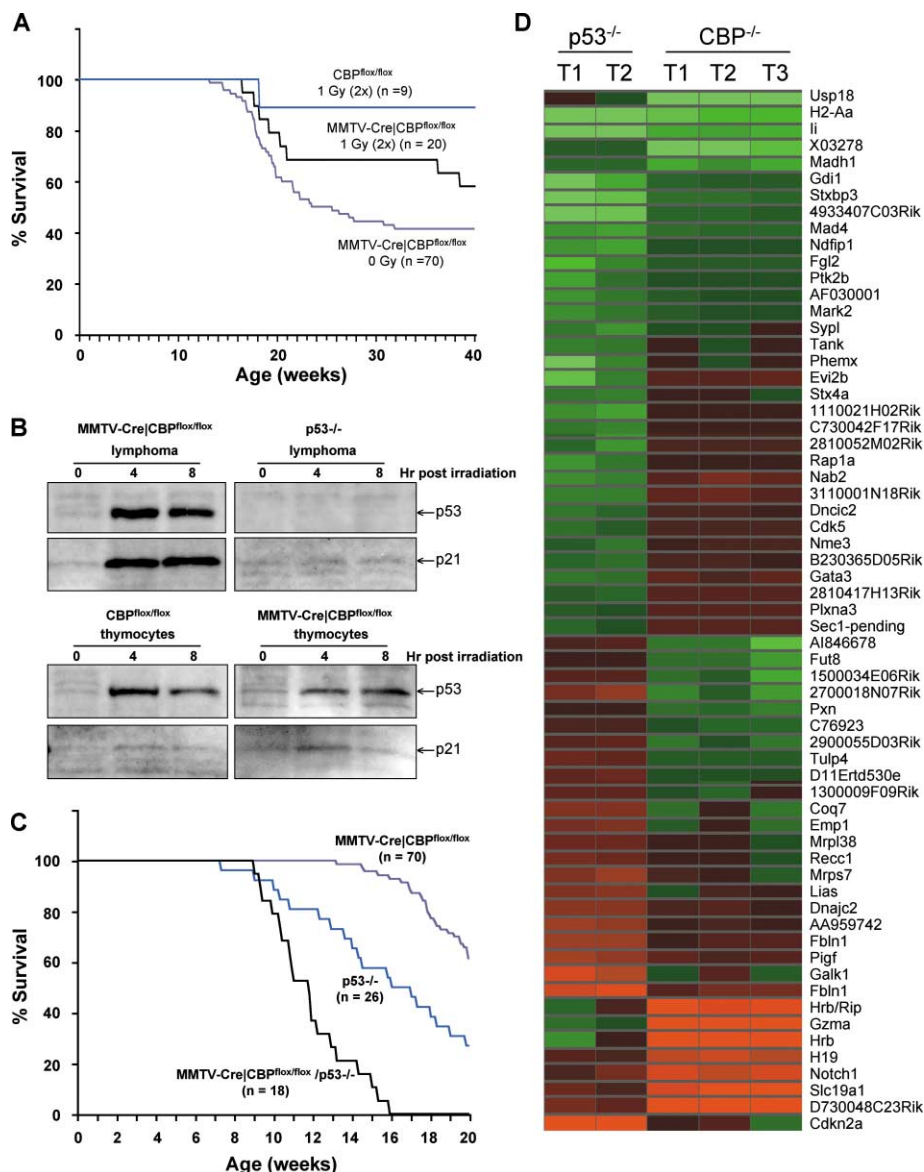 A
100
80
60
40
20
0
% Survival
CBPflox/flox
1 Gy (2x) (n =9)
MMTV-Cre|CBPflox/flox
1 Gy (2x) (n = 20)
MMTV-Cre|CBPflox/flox
0 Gy (n =70)
0 10 20 30 40
Age (weeks)
B
MMTV-Cre|CBPflox/flox
lymphoma
p53-/-
lymphoma
0 4 8 Hr post irradiation
0 4 8
p53
p21
CBPflox/flox
thymocytes
MMTV-Cre|CBPflox/flox
thymocytes
0 4 8
0 4 8 Hr post irradiation
p53
p21
C
100
80
60
40
20
0
% Survival
MMTV-Cre|CBPflox/flox
(n = 70)
p53-/-
(n = 26)
MMTV-Cre|CBPflox/flox /p53-/-
(n = 18)
0 2 4 6 8 10 12 14 16 18 20
Age (weeks)
D
p53-/- CBP-/-
T1 T2 T1 T2 T3
Usp18
H2-Aa
Ii
X03278
Madh1
Gdi1
Stxbp3
4933407C03Rik
Mad4
Ndfip1
Fgl2
Ptk2b
AF030001
Mark2
Sypl
Tank
Phemx
Evi2b
Stx4a
1110021H02Rik
C730042F17Rik
2810052M02Rik
Rap1a
Nab2
3110001N18Rik
Dncic2
Cdk5
Nme3
B230365D05Rik
Gata3
2810417H13Rik
Plxna3
Sec1-pending
AI846678
Fut8
1500034E06Rik
2700018N07Rik
Pxn
C76923
2900055D03Rik
Tulp4
D11Ertd530e
1300009F09Rik
Coq7
Emp1
Mrpl38
Recc1
Mrps7
Lias
Dnajc2
AA959742
Fbln1
Pigf
Galk1
Fbln1
Hrb/Rip
Gzma
Hrb
H19
Notch1
Slc19a1
D730048C23Rik
Cdkn2a